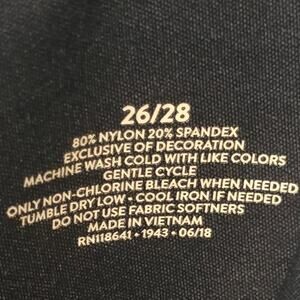 26/28
80% NYLON 20% SPANDEX
EXCLUSIVE OF DECORATION
MACHINE WASH COLD WITH LIKE COLORS
GENTLE CYCLE
ONLY NON-CHLORINE BLEACH WHEN NEEDED
TUMBLE DRY LOW • COOL IRON IF NEEDED
DO NOT USE FABRIC SOFTNERS
MADE IN VIETNAM
RN118641 • 1943 • 06/18